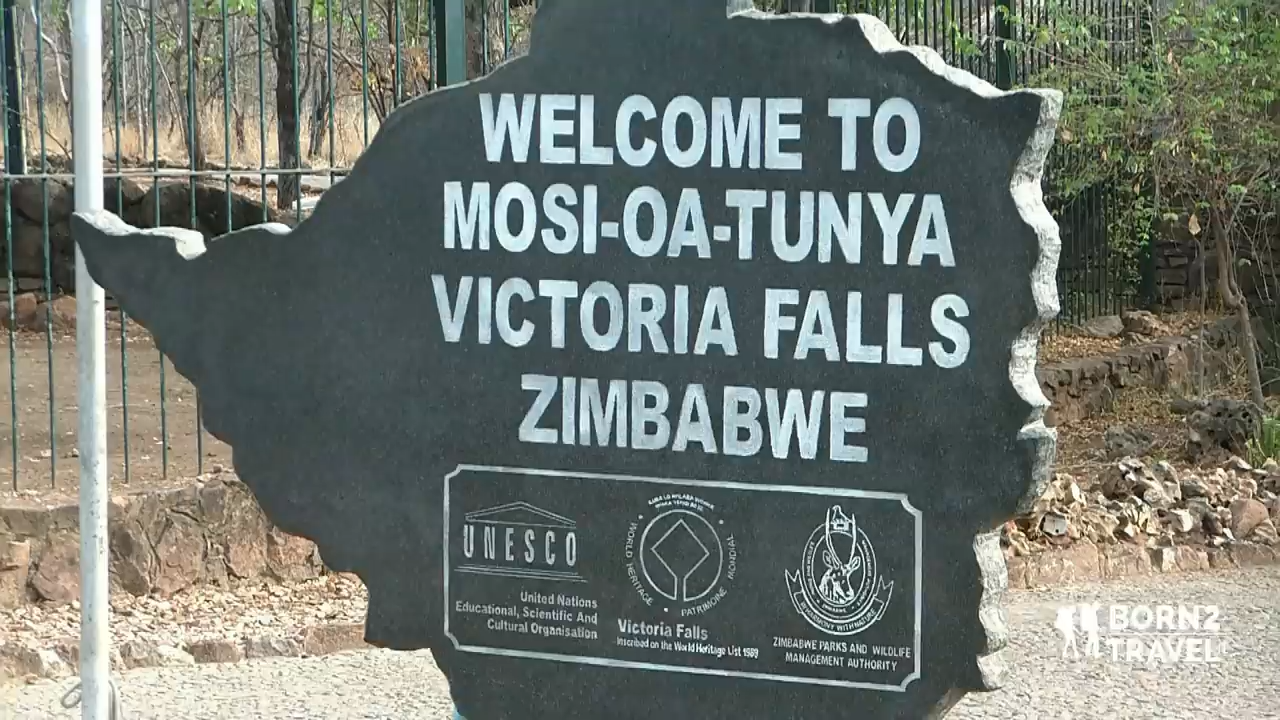 WELCOME TO
MOSI-OA-TUNYA
VICTORIA FALLS
ZIMBABWE
UNESCO
United Nations
Educational, Scientific And
Cultural Organisation
WORLD HERITAGE • PATRIMOINE MONDIAL
Victoria Falls
Inscribed on the World Heritage List 1989
ZIMBABWE PARKS AND WILDLIFE
MANAGEMENT AUTHORITY
BORN2
TRAVEL